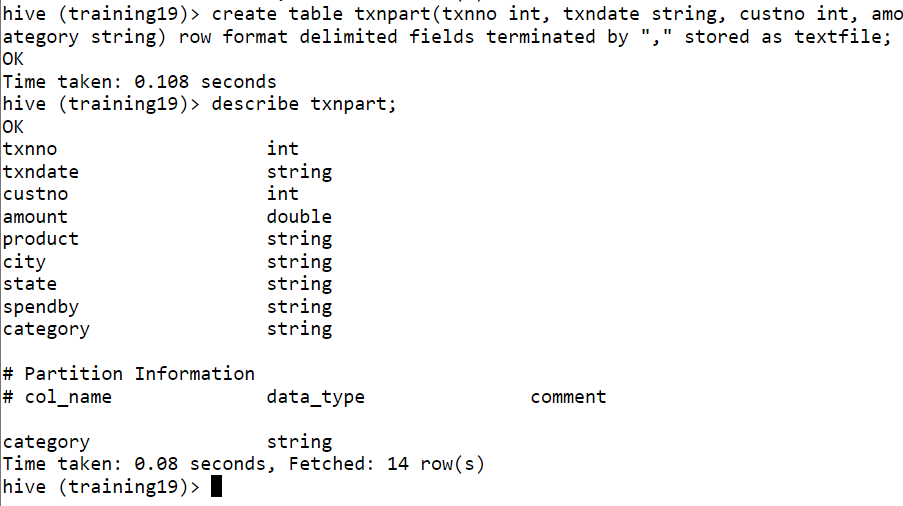 hive (training19)> create table txnpart(txnno int, txndate string, custno int, amo
ategory string) row format delimited fields terminated by "," stored as textfile;
OK
Time taken: 0.108 seconds
hive (training19)> describe txnpart;
OK
txnno int
txndate string
custno int
amount double
product string
city string
state string
spendby string
category string
# Partition Information
# col_name data_type comment
category string
Time taken: 0.08 seconds, Fetched: 14 row(s)
hive (training19)>